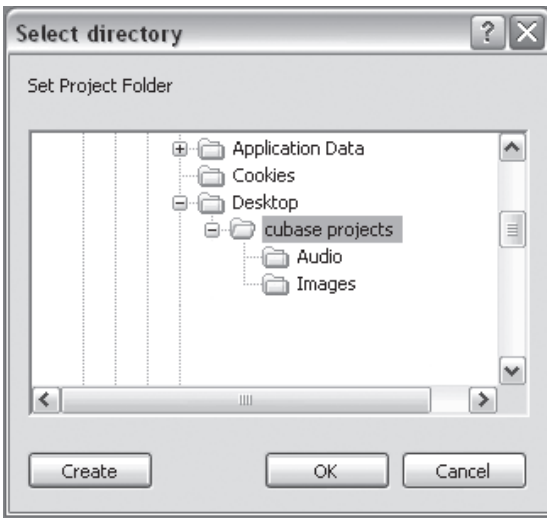 Select directory
Set Project Folder
Application Data
Cookies
Desktop
cubase projects
Audio
Images
Create OK Cancel